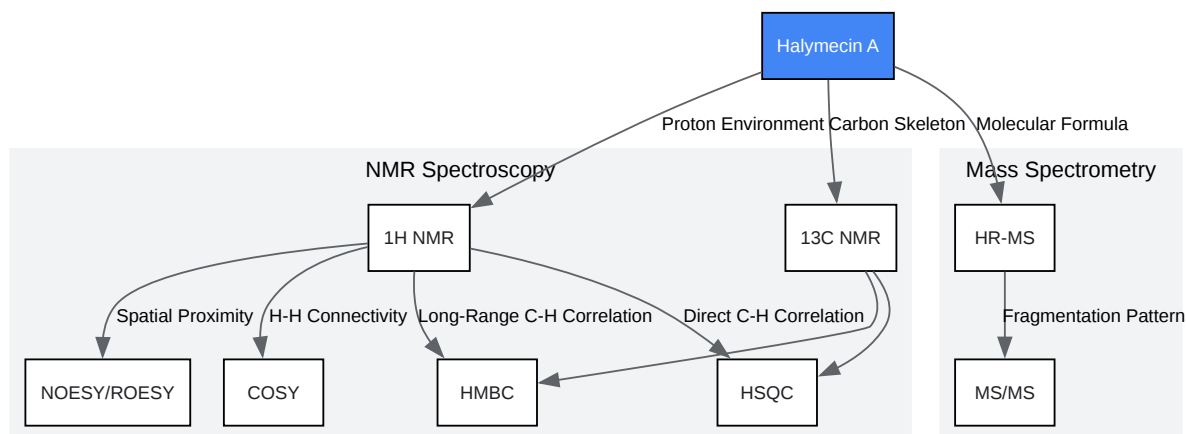 Halymecin A
Proton Environment
Carbon Skeleton
Molecular Formula
NMR Spectroscopy
Mass Spectrometry
1H NMR
13C NMR
HR-MS
Spatial Proximity
H-H Connectivity
Long-Range C-H Correlation
Direct C-H Correlation
Fragmentation Pattern
NOESY/ROESY
COSY
HMBC
HSQC
MS/MS